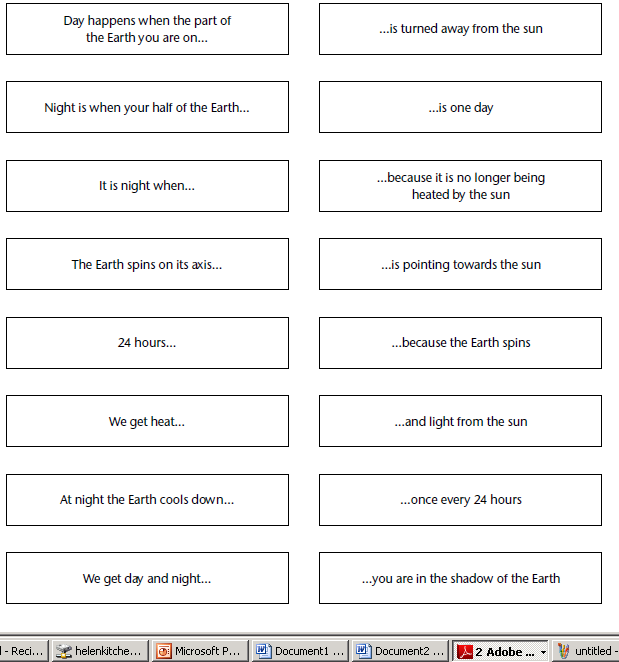 Day happens when the part of
the Earth you are on...
...is turned away from the sun
Night is when your half of the Earth...
...is one day
It is night when...
...because it is no longer being
heated by the sun
The Earth spins on its axis...
...is pointing towards the sun
24 hours...
...because the Earth spins
We get heat...
...and light from the sun
At night the Earth cools down...
...once every 24 hours
We get day and night...
...you are in the shadow of the Earth
l - Reci... helenkitche... Microsoft P... Document1 ... Document2 ... 2 Adobe ... untitled -